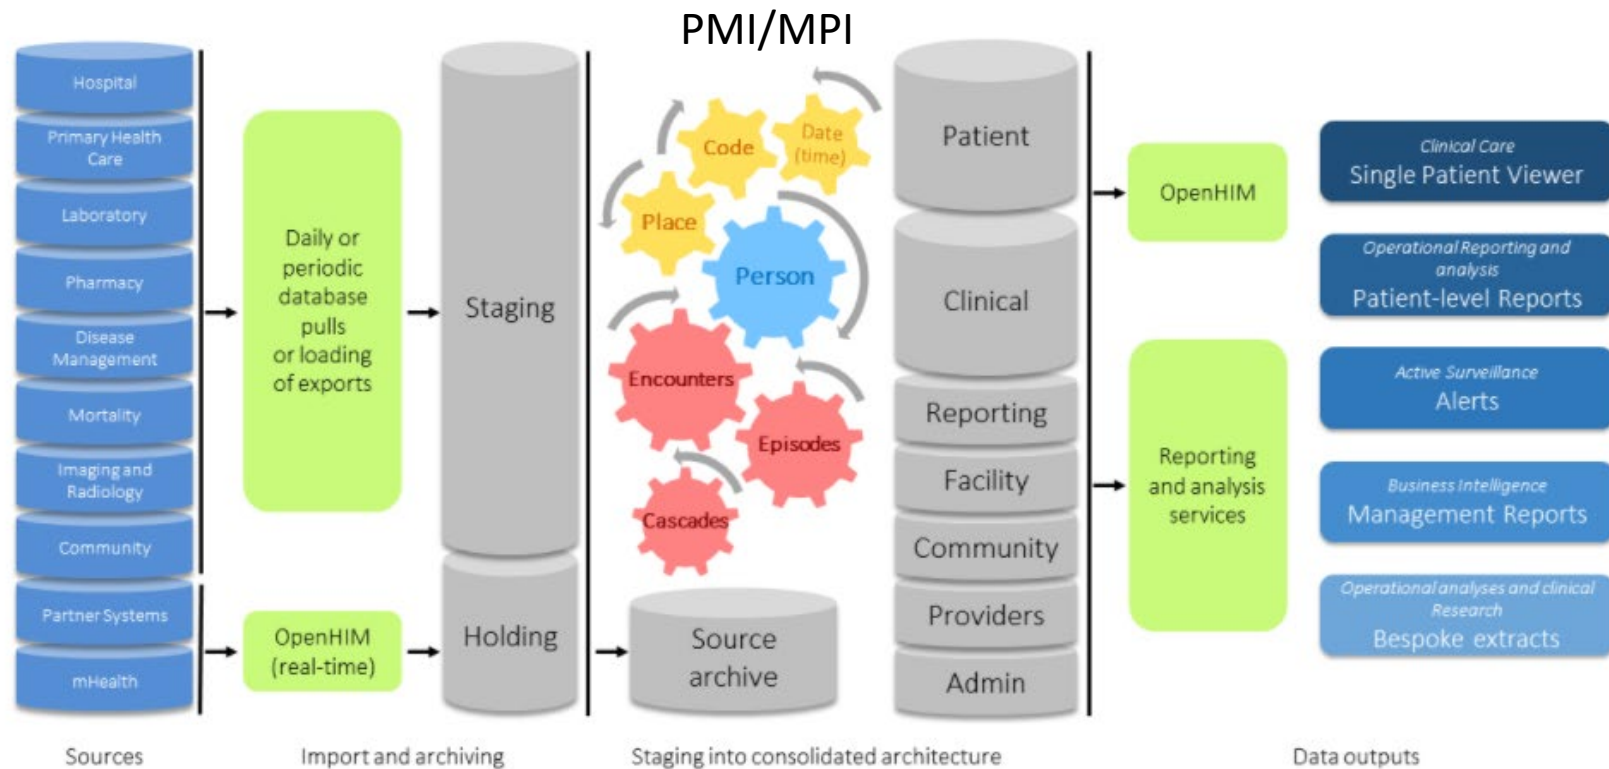 PMI/MPI
Hospital
Primary Health
Care
Laboratory
Pharmacy
Disease
Management
Mortality
Imaging and
Radiology
Community
Partner Systems
mHealth
Daily or
periodic
database
pulls
or loading
of exports
OpenHIM
(real-time)
Staging
Holding
Code
Date
(time)
Place
Person
Encounters
Episodes
Cascades
Source
archive
Patient
Clinical
Reporting
Facility
Community
Providers
Admin
OpenHIM
Reporting
and analysis
services
Clinical Care
Single Patient Viewer
Operational Reporting and
analysis
Patient-level Reports
Active Surveillance
Alerts
Business Intelligence
Management Reports
Operational analyses and clinical
Research
Bespoke extracts
Sources
Import and archiving
Staging into consolidated architecture
Data outputs